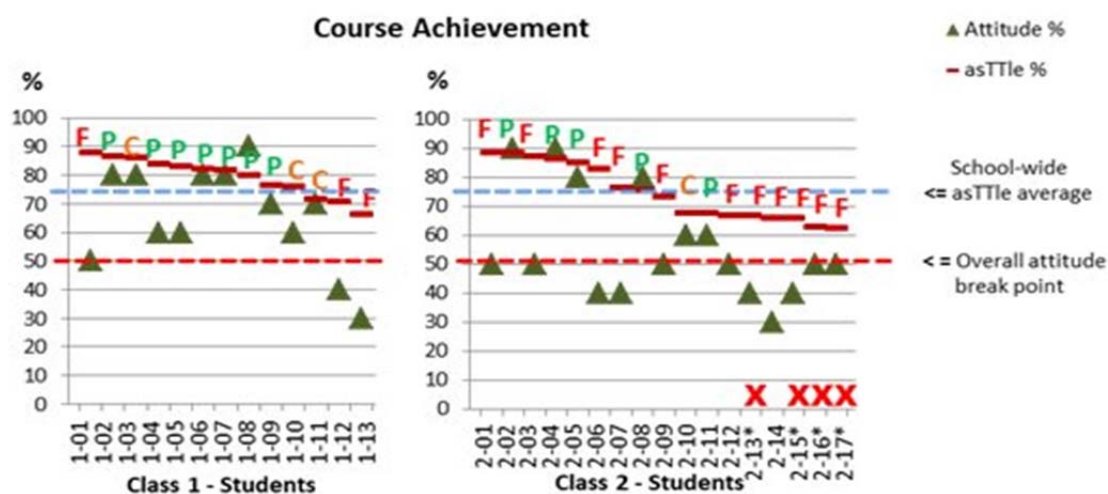 Course Achievement
Attitude %
asTTle %
%
%
100
90
80
70
60
50
40
30
20
10
0
F P C P P P P P P C C F F
1-01 1-02 1-03 1-04 1-05 1-06 1-07 1-08 1-09 1-10 1-11 1-12 1-13
Class 1 - Students
100
90
80
70
60
50
40
30
20
10
0
F P F P P F F P F C P F F F F F F
X X X X
2-01 2-02 2-03 2-04 2-05 2-06 2-07 2-08 2-09 2-10 2-11 2-12 2-13* 2-14 2-15* 2-16* 2-17*
Class 2 - Students
School-wide
<= asTTle average
< = Overall attitude
break point